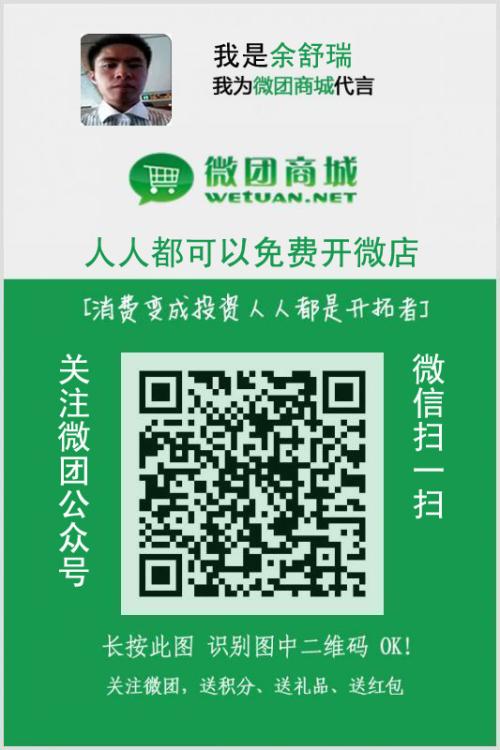 我是余舒瑞
我为微团商城代言
微团商城
WETUAN.NET
人人都可以免费开微店
[消费变成投资人人都是开拓者]
关注微团公众号
微信扫一扫
长按此图 识别图中二维码 OK!
关注微团，送积分、送礼品、送红包